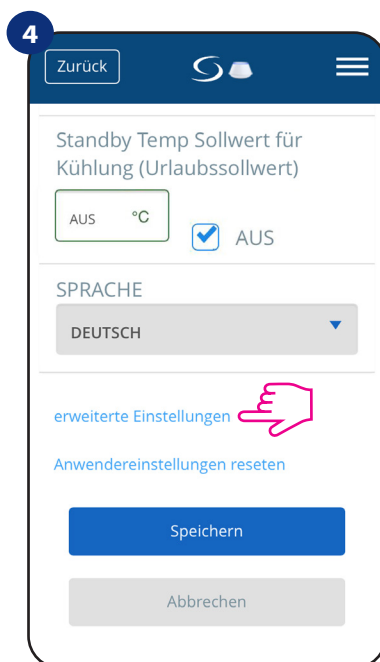 4
Zurück
Standby Temp Sollwert für
Kühlung (Urlaubssollwert)
AUS °C
AUS
SPRACHE
DEUTSCH
erweiterte Einstellungen
Anwendereinstellungen reseten
Speichern
Abbrechen